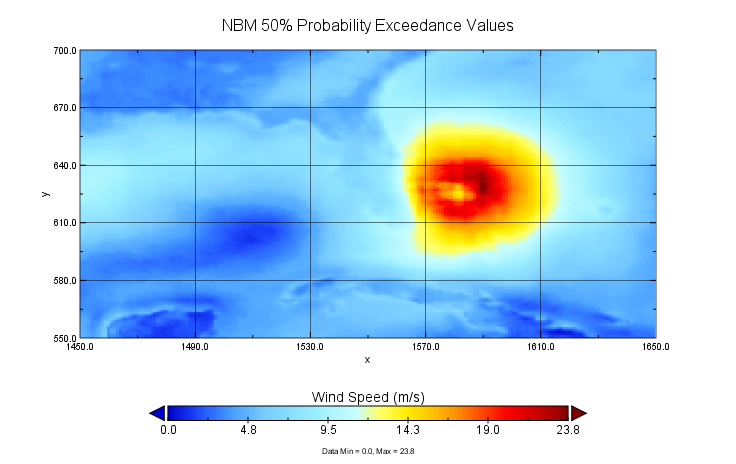 NBM 50% Probability Exceedance Values
700.0
670.0
640.0
y
610.0
580.0
550.0
1450.0 1490.0 1530.0 1570.0 1610.0 1650.0
x
Wind Speed (m/s)
0.0 4.8 9.5 14.3 19.0 23.8
Data Min = 0.0, Max = 23.8